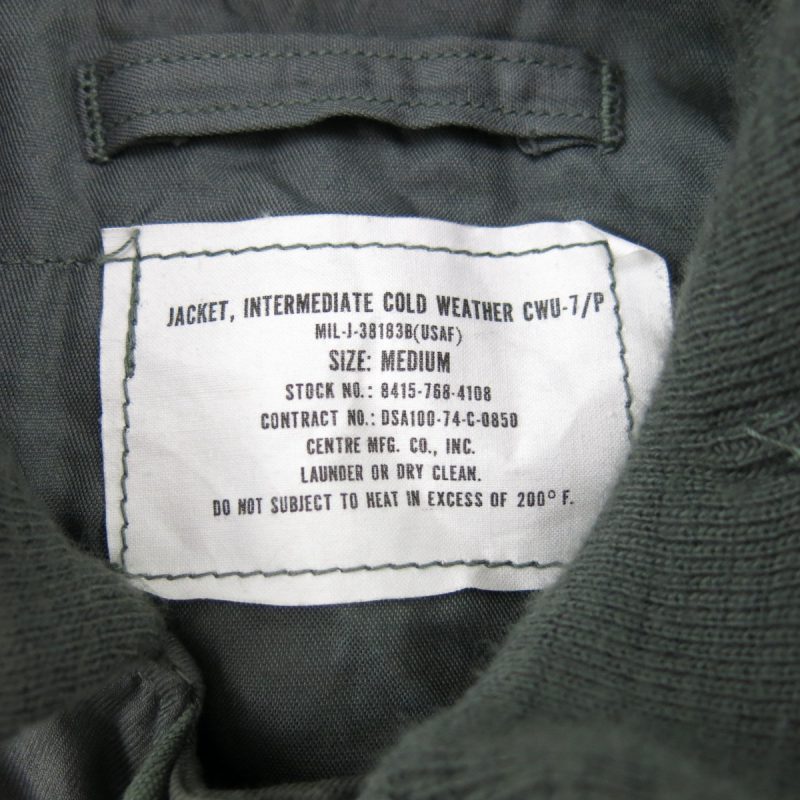 JACKET, INTERMEDIATE COLD WEATHER CWU-7/P
MIL-J-38183B(USAF)
SIZE: MEDIUM
STOCK NO.: 8415-768-4108
CONTRACT NO.: DSA100-74-C-0850
CENTRE MFG. CO., INC.
LAUNDER OR DRY CLEAN.
DO NOT SUBJECT TO HEAT IN EXCESS OF 200° F.